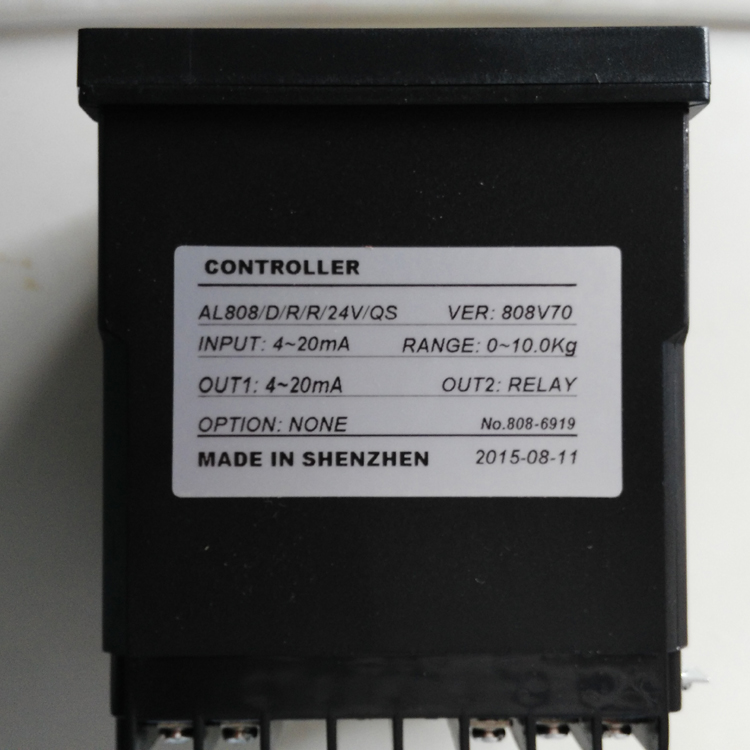 CONTROLLER
AL808/D/R/R/24V/QS VER: 808V70
INPUT: 4~20mA RANGE: 0~10.0Kg
OUT1: 4~20mA OUT2: RELAY
OPTION: NONE No.808-6919
MADE IN SHENZHEN 2015-08-11